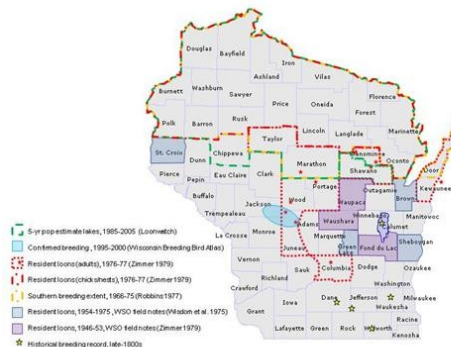 Douglas
Bayfield
Iron
Ashland
Vilas
Burnett
Washburn
Sawyer
Price
Oneida
Florence
Forest
Polk
Barron
Rusk
Lincoln
Langlade
Marinette
Taylor
Chippewa
Menominee
Oconto
St. Croix
Dunn
Marathon
Shawano
Door
Pierce
Pepin
Eau Claire
Clark
Kewaunee
Buffalo
Wood
Portage
Waupaca
Outagamie
Brown
Trempealeau
Jackson
Adams
Waushara
Winnebago
Manitowoc
Calumet
La Crosse
Monroe
Juneau
Marquette
Green Lake
Fond du Lac
Sheboygan
Vernon
Sauk
Columbia
Dodge
Ozaukee
Richland
Crawford
Washington
Dane
Jefferson
Milwaukee
Iowa
Grant
Waukesha
Racine
Lafayette
Green
Rock
Walworth
Kenosha
5-yr pop estimate lakes, 1985-2005 (Loonwatch)
Confirmed breeding, 1995-2000 (Wisconsin Breeding Bird Atlas)
Resident loons (adults), 1976-77 (Zimmer 1979)
Resident loons (chicks/nests), 1976-77 (Zimmer 1979)
Southern breeding extent, 1966-75 (Robbins 1977)
Resident loons, 1954-1975, WSO field notes (Wisdom et al. 1975)
Resident loons, 1946-53, WSO field notes (Zimmer 1979)
Historical breeding record, late-1800s